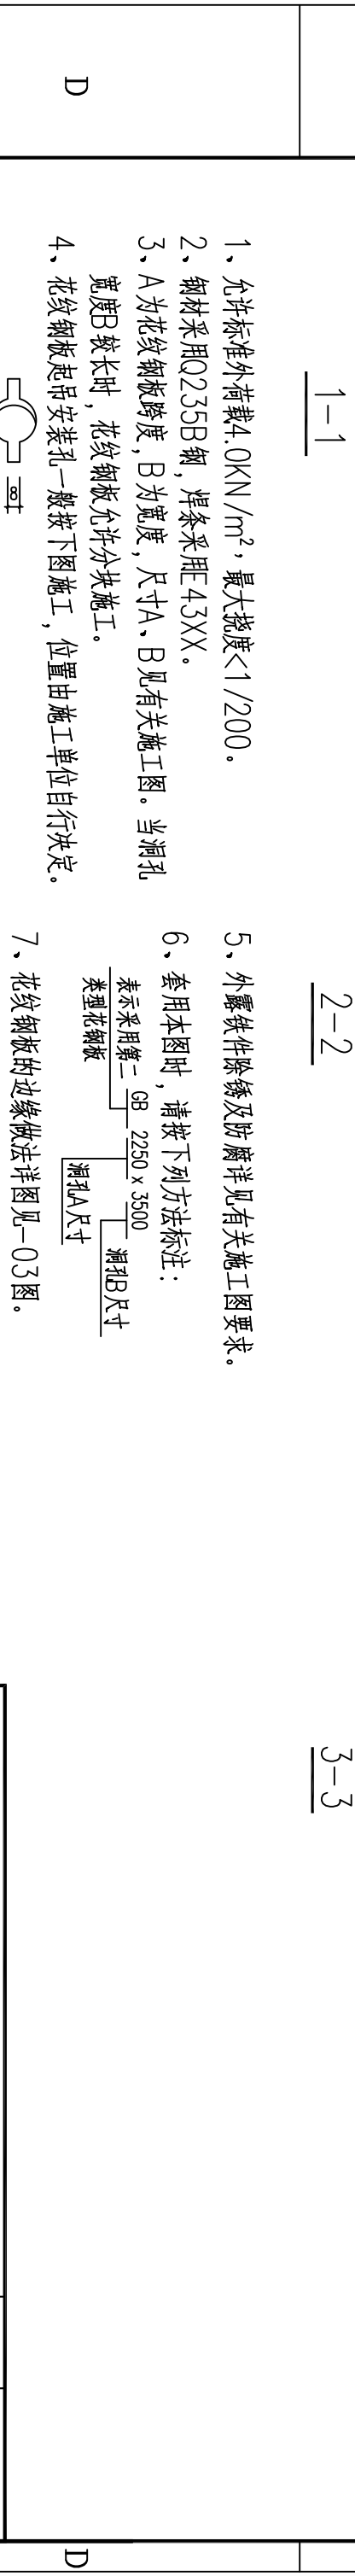 1-1
2-2
3-3
1、允许标准外荷载4.0KN/m²，最大挠度<1/200。
2、钢材采用Q235B钢，焊条采用E43XX。
3、A为花纹钢板跨度，B为宽度，尺寸A、B见有关施工图。当洞孔
宽度B较长时，花纹钢板允许分块施工。
4、花纹钢板起吊安装孔一般按下图施工，位置由施工单位自行决定。
5、外露铁件除锈及防腐详见有关施工图要求。
6、套用本图时，请按下列方法标注：
GB 2250 x 3500
表示采用第二
类型花钢板
洞孔A尺寸
洞孔B尺寸
7、花纹钢板的边缘做法详图见-03图。
D
D